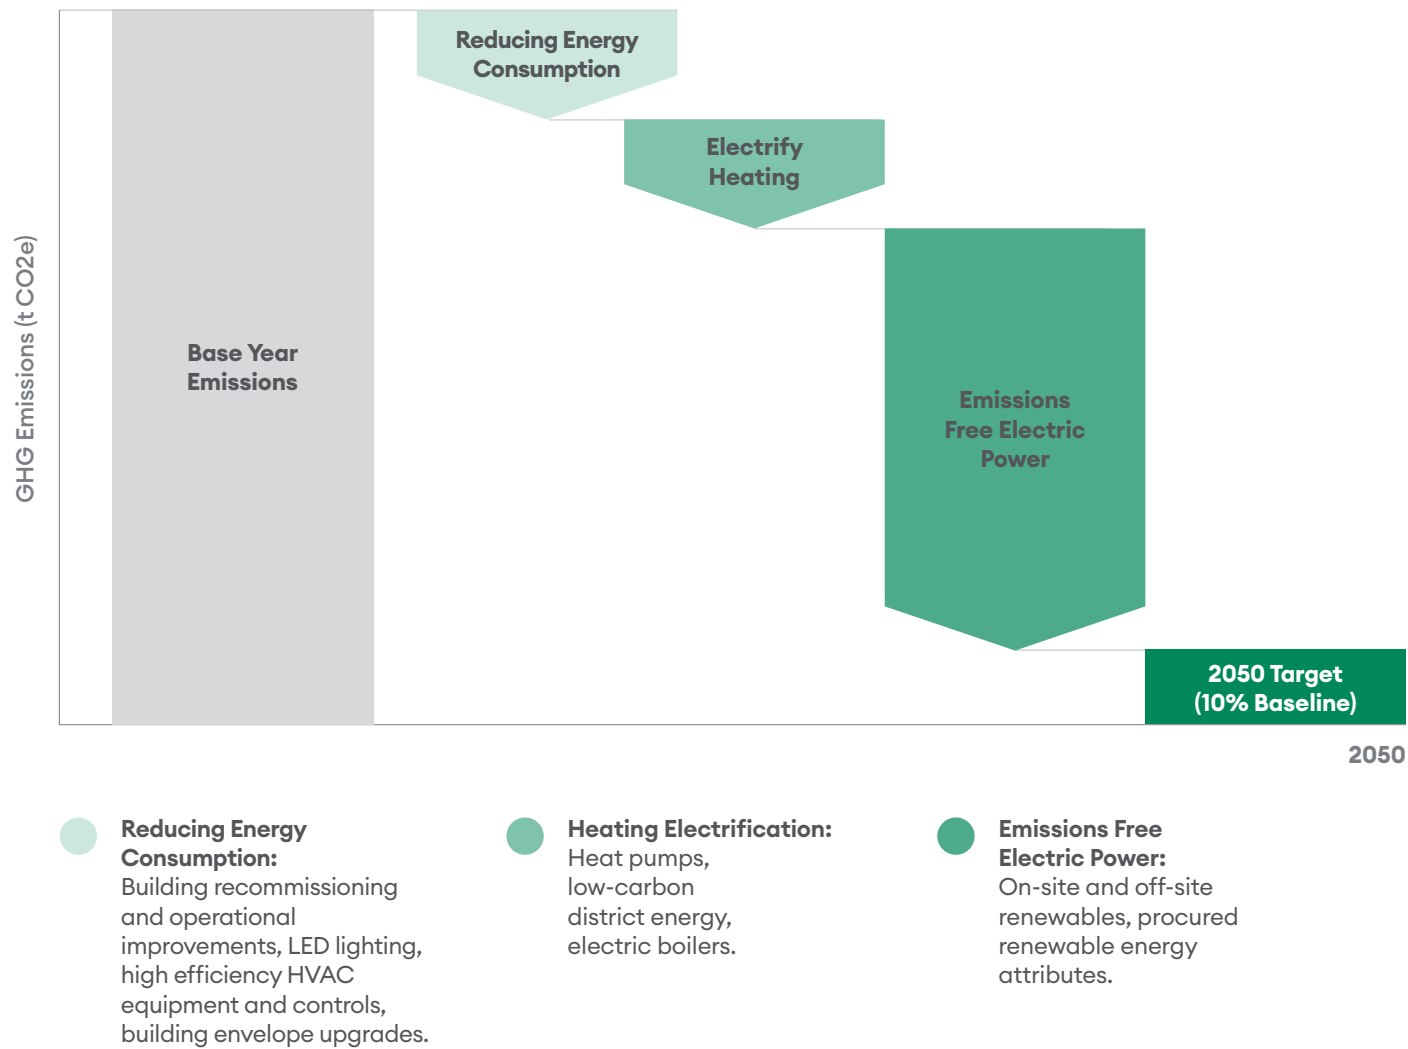 GHG Emissions (t CO2e)
Base Year
Emissions
Reducing Energy
Consumption
Electrify
Heating
Emissions
Free Electric
Power
2050 Target
(10% Baseline)
2050
Reducing Energy
Consumption:
Building recommissioning
and operational
improvements, LED lighting,
high efficiency HVAC
equipment and controls,
building envelope upgrades.
Heating Electrification:
Heat pumps,
low-carbon
district energy,
electric boilers.
Emissions Free
Electric Power:
On-site and off-site
renewables, procured
renewable energy
attributes.